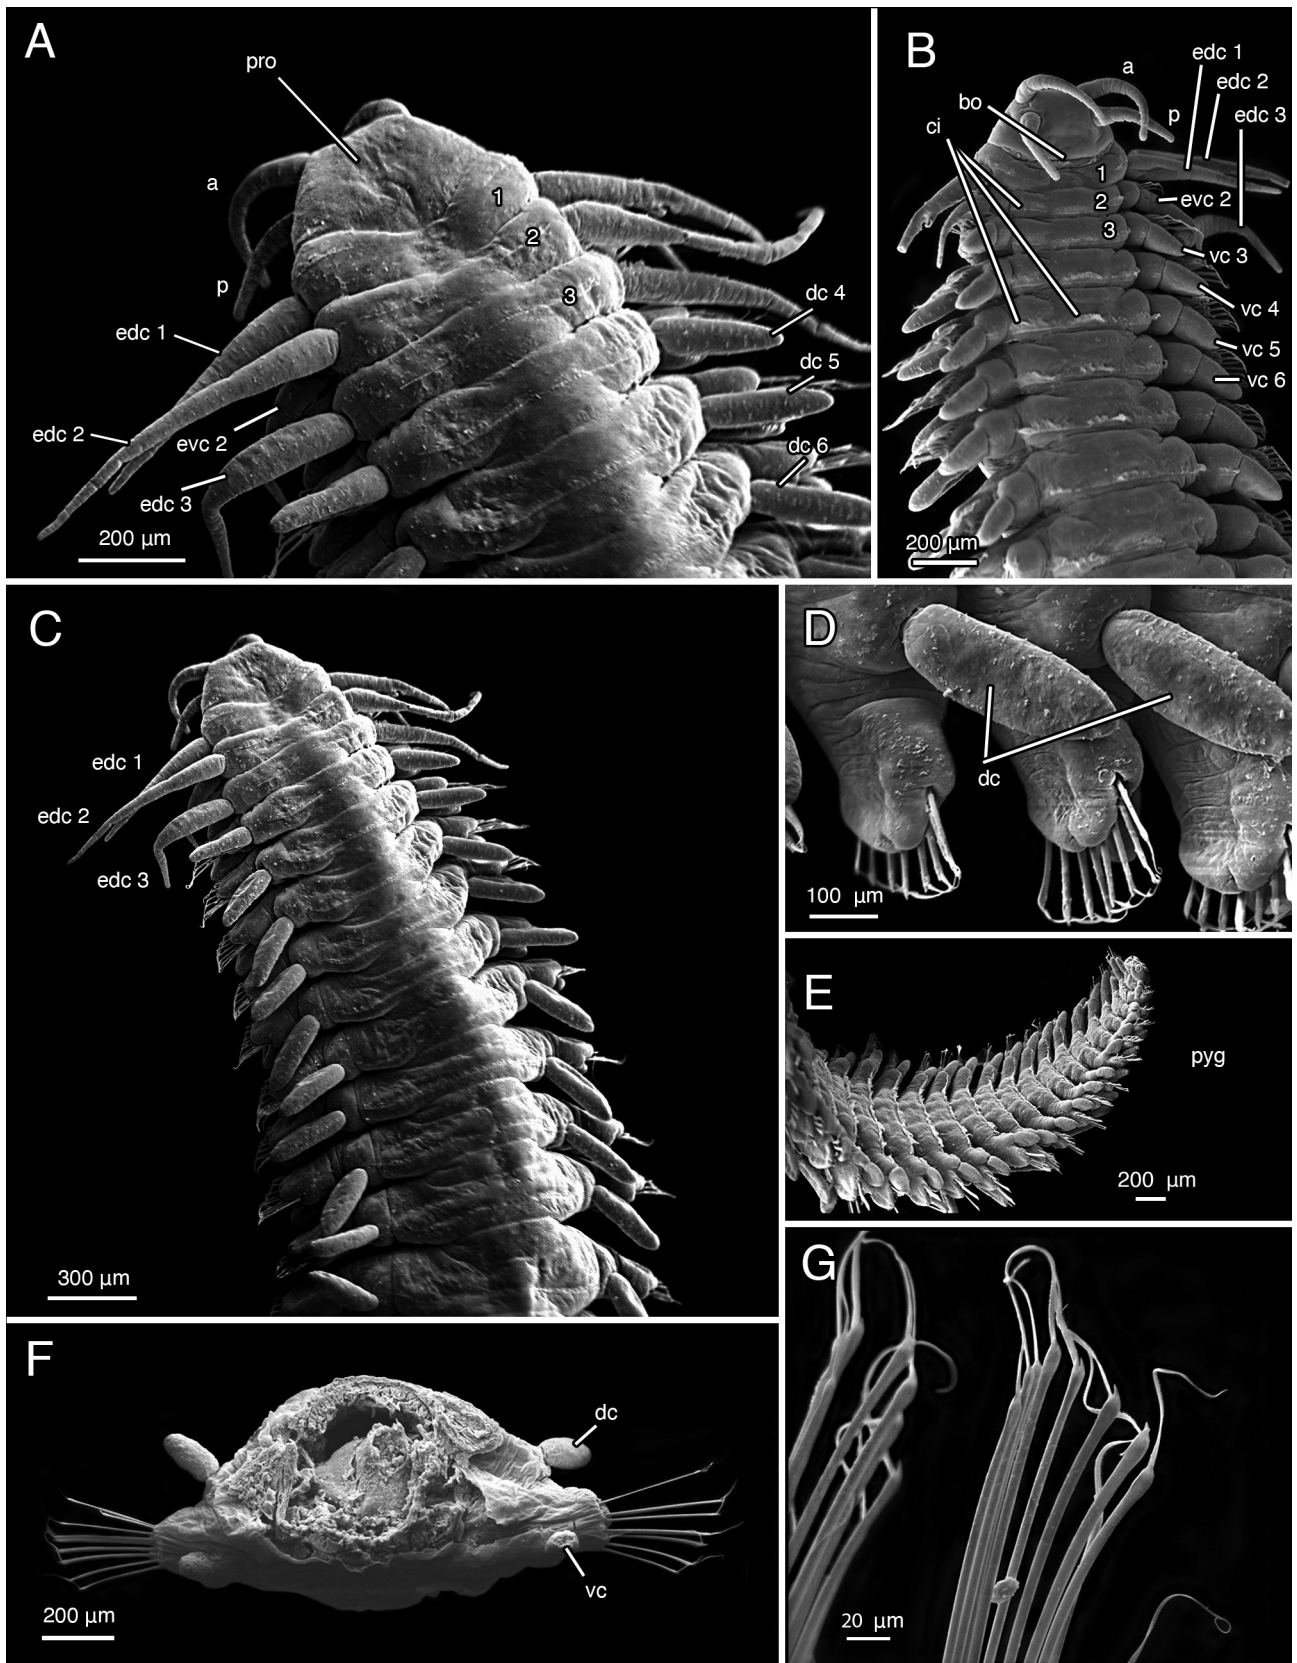 A
pro
a
p
1
2
3
edc 1
edc 2
evc 2
edc 3
dc 4
dc 5
dc 6
200 µm
B
a
edc 1
edc 2
edc 3
bo
p
ci
1
2
3
evc 2
vc 3
vc 4
vc 5
vc 6
200 µm
C
edc 1
edc 2
edc 3
300 µm
D
dc
100 µm
E
pyg
200 µm
F
dc
vc
200 µm
G
20 µm